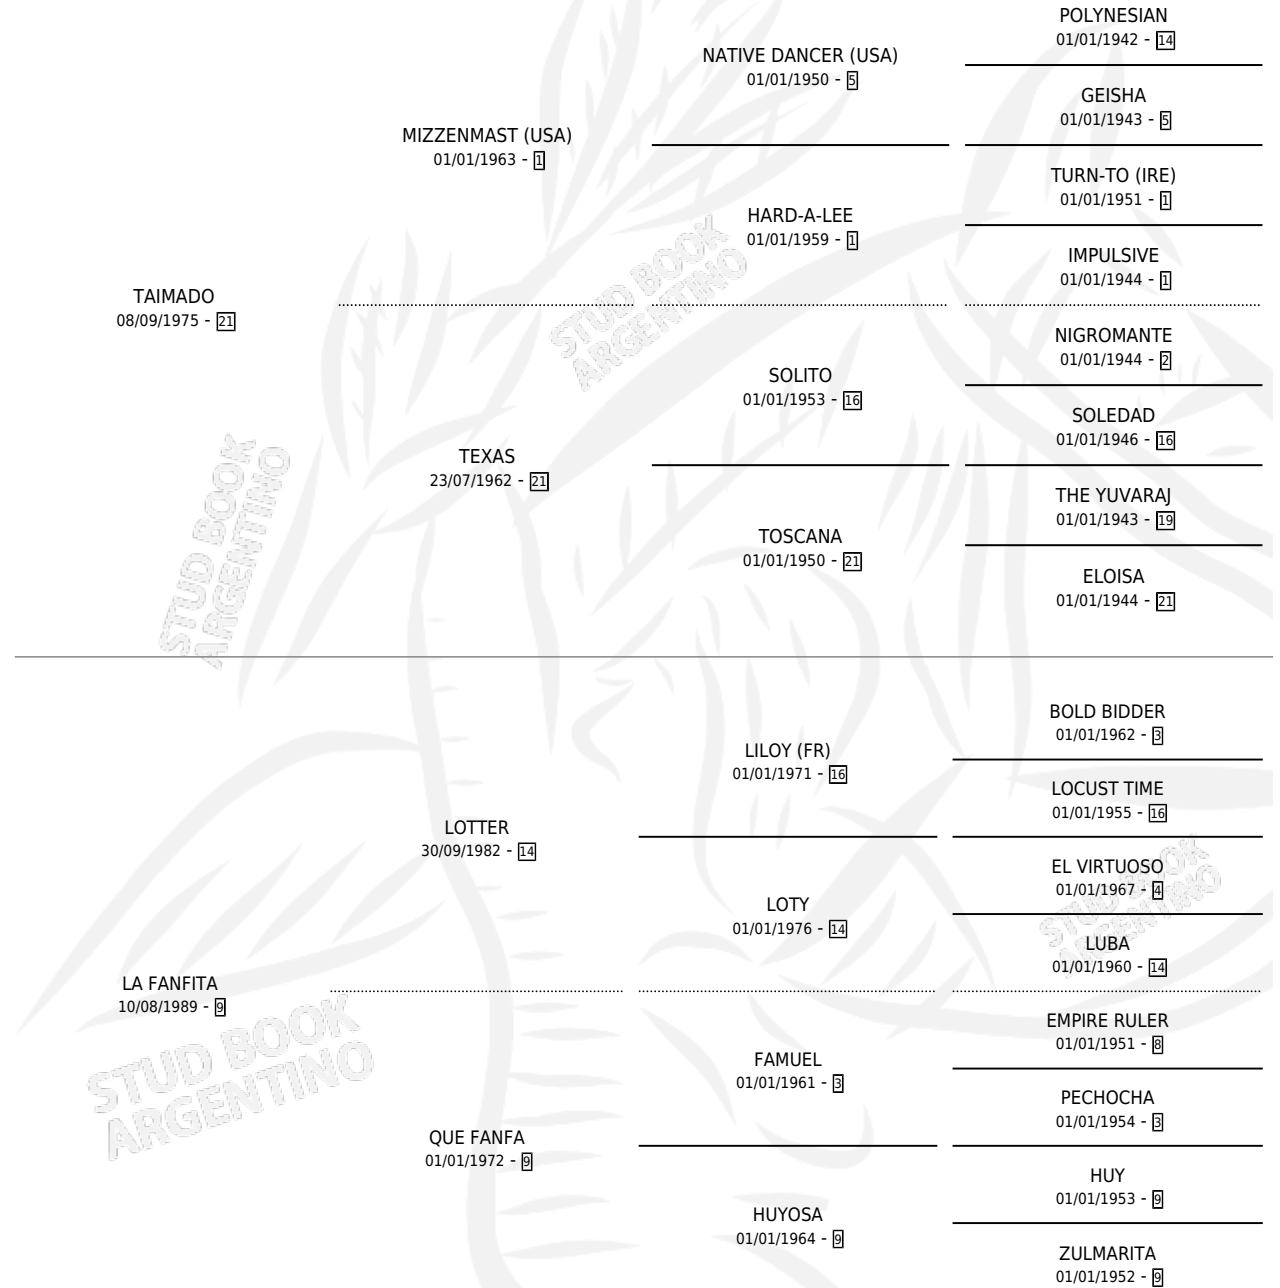 POLYNESIAN
01/01/1942 - 14
NATIVE DANCER (USA)
01/01/1950 - 5
GEISHA
01/01/1943 - 5
MIZZENMAST (USA)
01/01/1963 - 1
TURN-TO (IRE)
01/01/1951 - 1
HARD-A-LEE
01/01/1959 - 1
IMPULSIVE
01/01/1944 - 1
TAIMADO
08/09/1975 - 21
STUD BOOK
ARGENTINO
NIGROMANTE
01/01/1944 - 2
SOLITO
01/01/1953 - 16
SOLEDAD
01/01/1946 - 16
TEXAS
23/07/1962 - 21
THE YUVARAJ
01/01/1943 - 19
TOSCANA
01/01/1950 - 21
ELOISA
01/01/1944 - 21
STUD BOOK
ARGENTINO
BOLD BIDDER
01/01/1962 - 3
LILOY (FR)
01/01/1971 - 16
LOCUST TIME
01/01/1955 - 16
LOTTER
30/09/1982 - 14
EL VIRTUOSO
01/01/1967 - 4
LOTY
01/01/1976 - 14
STUD BOOK
ARGENTINO
LUBA
01/01/1960 - 14
LA FANFITA
10/08/1989 - 9
EMPIRE RULER
01/01/1951 - 8
FAMUEL
01/01/1961 - 3
PECHOCHA
01/01/1954 - 3
STUD BOOK
ARGENTINO
QUE FANFA
01/01/1972 - 9
HUY
01/01/1953 - 9
HUYOSA
01/01/1964 - 9
ZULMARITA
01/01/1952 - 9